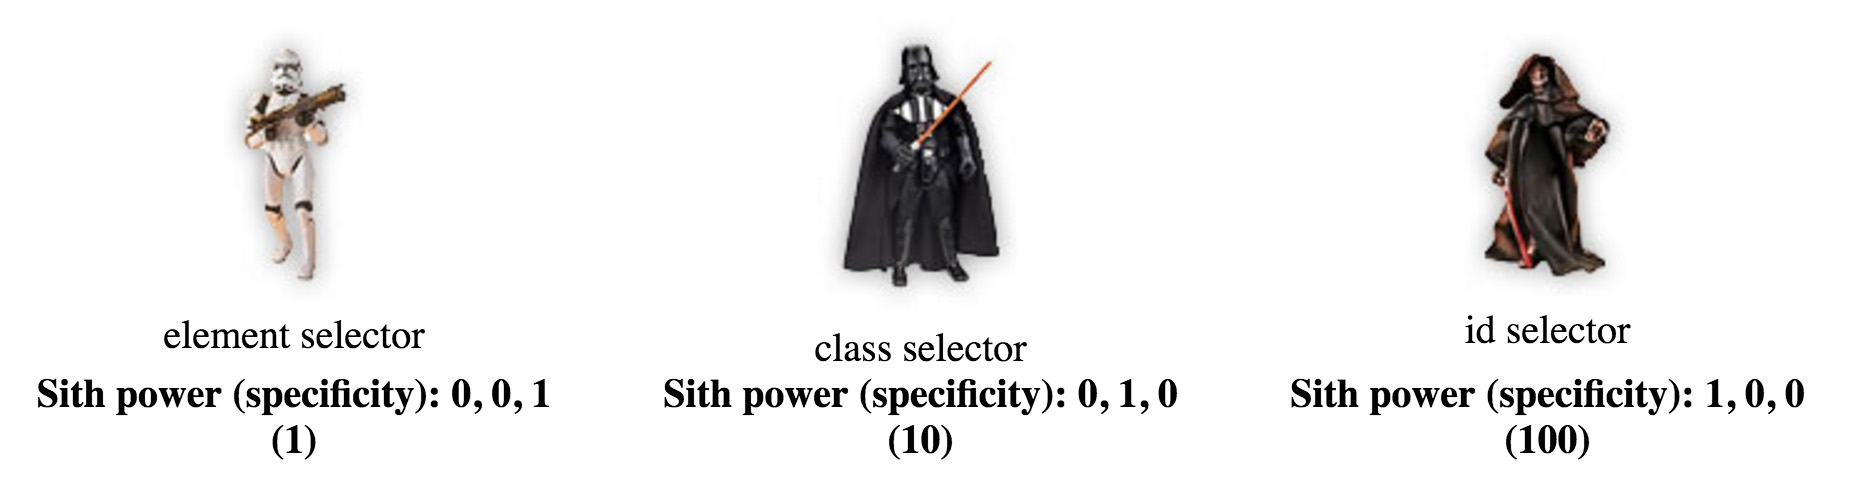 element selector
Sith power (specificity): 0, 0, 1
(1)
class selector
Sith power (specificity): 0, 1, 0
(10)
id selector
Sith power (specificity): 1, 0, 0
(100)